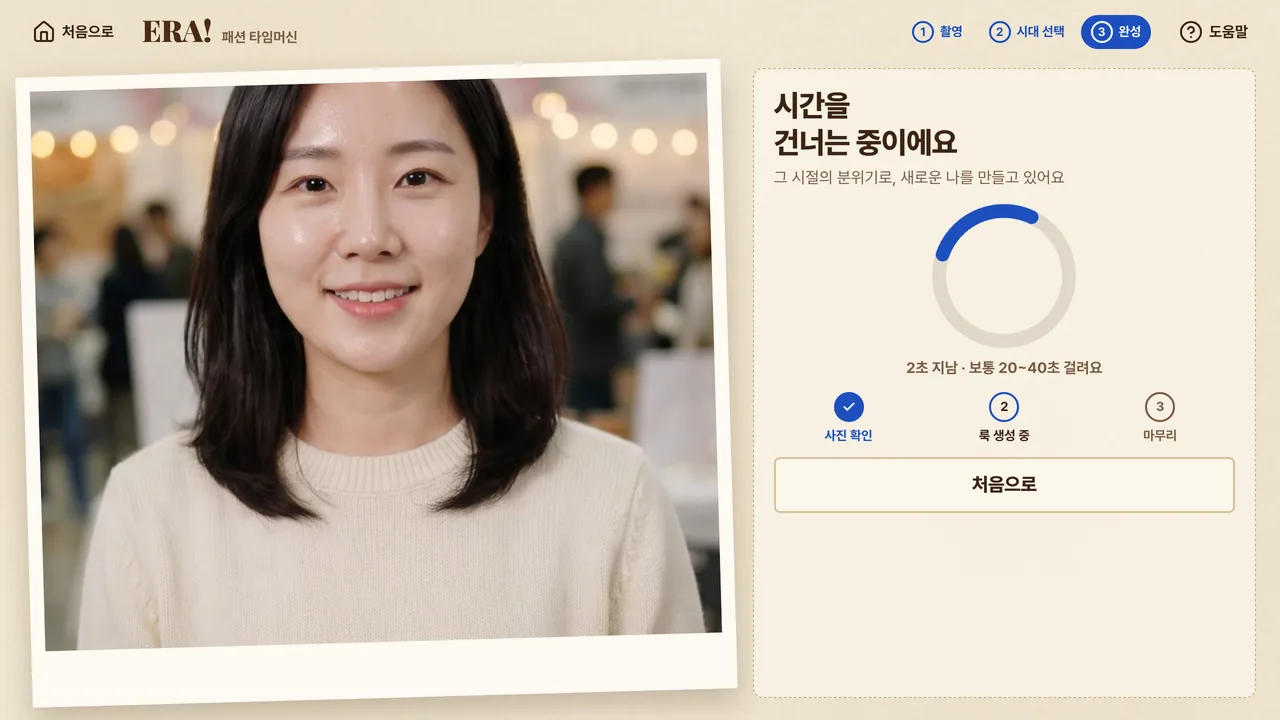 처음으로
ERA! 패션 타임머신
1 촬영
2 시대 선택
3 완성
? 도움말
시간을
건너는 중이에요
그 시절의 분위기로, 새로운 나를 만들고 있어요
2초 지남 · 보통 20~40초 걸려요
사진 확인
2
룩 생성 중
3
마무리
처음으로